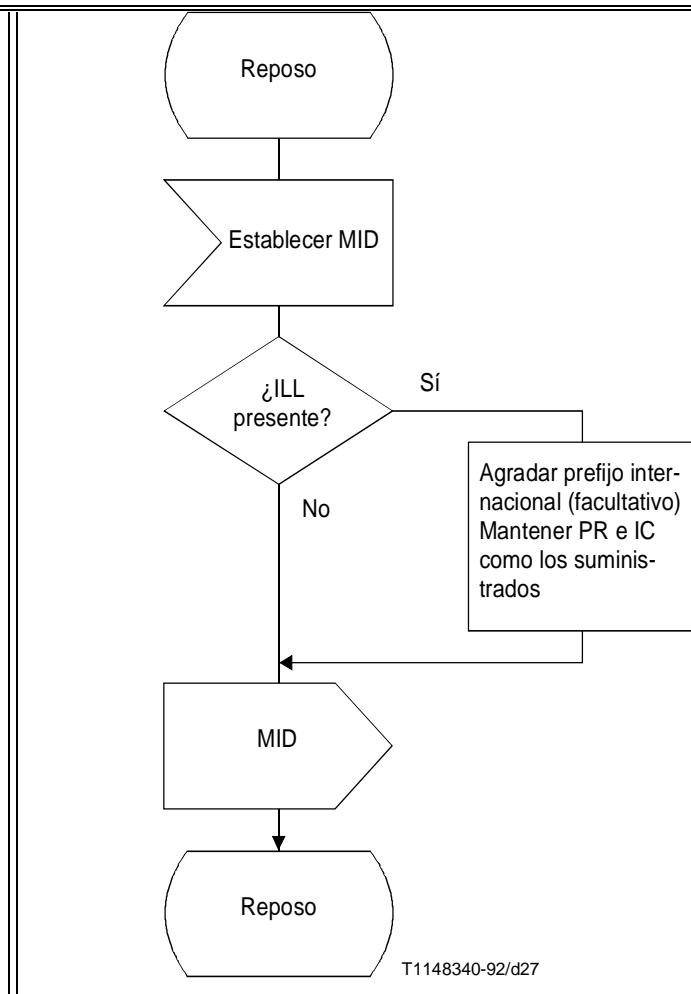 Reposo
Establecer MID
¿ILL
presente?
Sí
Agradar prefijo inter-
nacional (facultativo)
Mantener PR e IC
como los suminis-
trados
No
MID
Reposo
T1148340-92/d27